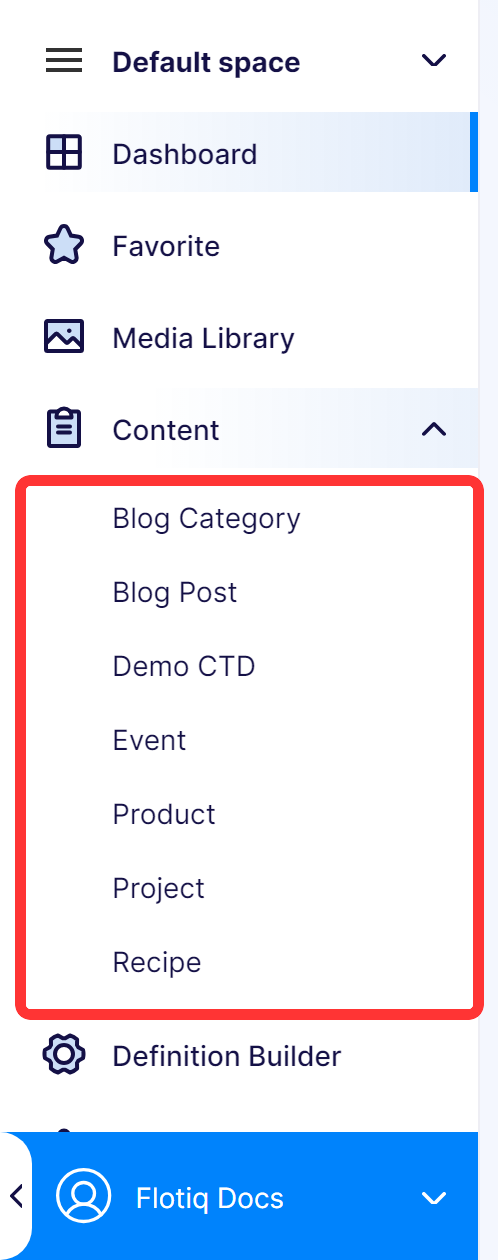 Default space
Dashboard
Favorite
Media Library
Content
Blog Category
Blog Post
Demo CTD
Event
Product
Project
Recipe
Definition Builder
Flotiq Docs